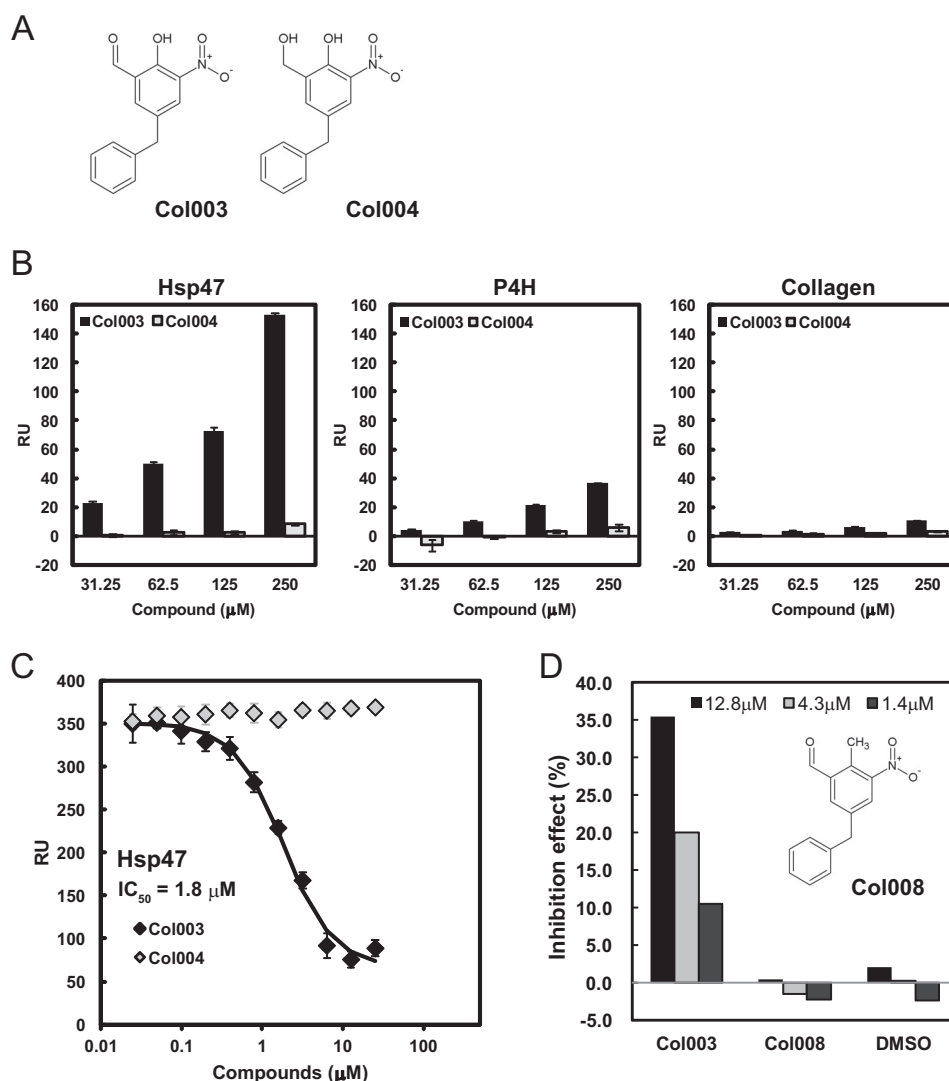 A
O
OH
N+
O
O-
OH
OH
N+
O
O-
Col003
Col004
B
Hsp47
P4H
Collagen
160
140
120
100
80
60
40
20
0
-20
RU
Col003 Col004
31.25 62.5 125 250
Compound (μM)
160
140
120
100
80
60
40
20
0
-20
RU
Col003 Col004
31.25 62.5 125 250
Compound (μM)
160
140
120
100
80
60
40
20
0
-20
RU
Col003 Col004
31.25 62.5 125 250
Compound (μM)
C
400
350
300
250
200
150
100
50
0
RU
Hsp47
IC50 = 1.8 μM
Col003
Col004
0.01 0.1 1 10 100
Compounds (μM)
D
40.0
35.0
30.0
25.0
20.0
15.0
10.0
5.0
0.0
-5.0
Inhibition effect (%)
12.8μM 4.3μM 1.4μM
O
CH3
O
N+
O-
Col008
Col003 Col008 DMSO